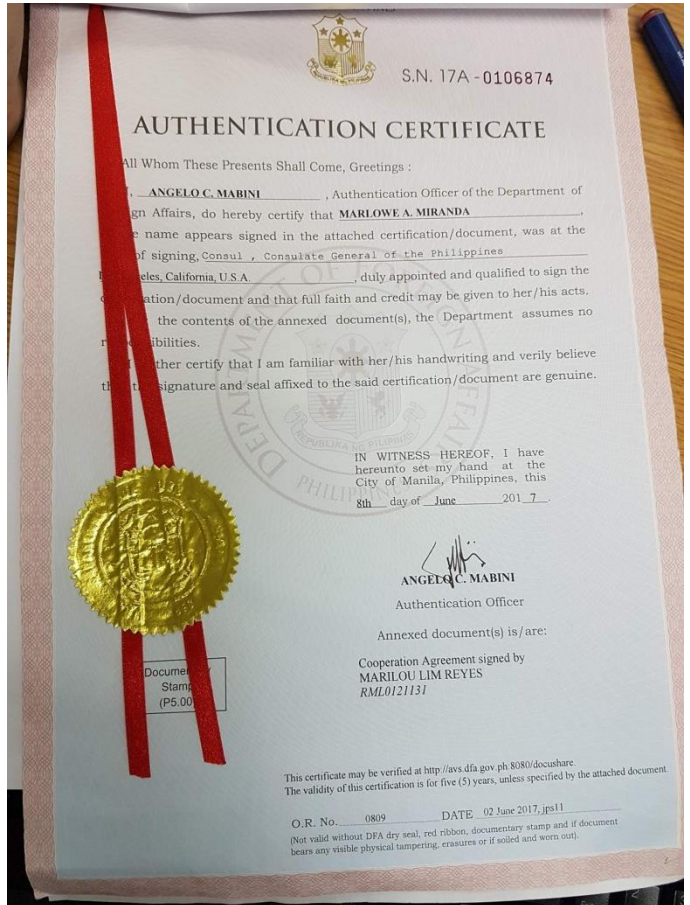 S.N. 17A-0106874
AUTHENTICATION CERTIFICATE
All Whom These Presents Shall Come, Greetings :
ANGELO C. MABINI , Authentication Officer of the Department of
gn Affairs, do hereby certify that MARLOWE A. MIRANDA ,
e name appears signed in the attached certification/document, was at the
of signing, Consul , Consulate General of the Philippines
eles, California, U.S.A. , duly appointed and qualified to sign the
ation/document and that full faith and credit may be given to her/his acts.
the contents of the annexed document(s), the Department assumes no
ibilities.
ther certify that I am familiar with her/his handwriting and verily believe
signature and seal affixed to the said certification/document are genuine.
DEPARTMENT OF FOREIGN AFFAIRS
REPUBLIKA NG PILIPINAS
PHILIPPINES
IN WITNESS HEREOF, I have
hereunto set my hand at the
City of Manila, Philippines, this
8th day of June 2017.
ANGELO C. MABINI
Authentication Officer
Annexed document(s) is/are:
Cooperation Agreement signed by
MARILOU LIM REYES
RML0121131
Docume y
Stamp
(P5.00
This certificate may be verified at http://avs.dfa.gov.ph:8080/docushare.
The validity of this certification is for five (5) years, unless specified by the attached document.
O.R. No. 0809 DATE 02 June 2017, jps11
(Not valid without DFA dry seal, red ribbon, documentary stamp and if document
bears any visible physical tampering, erasures or if soiled and worn out).